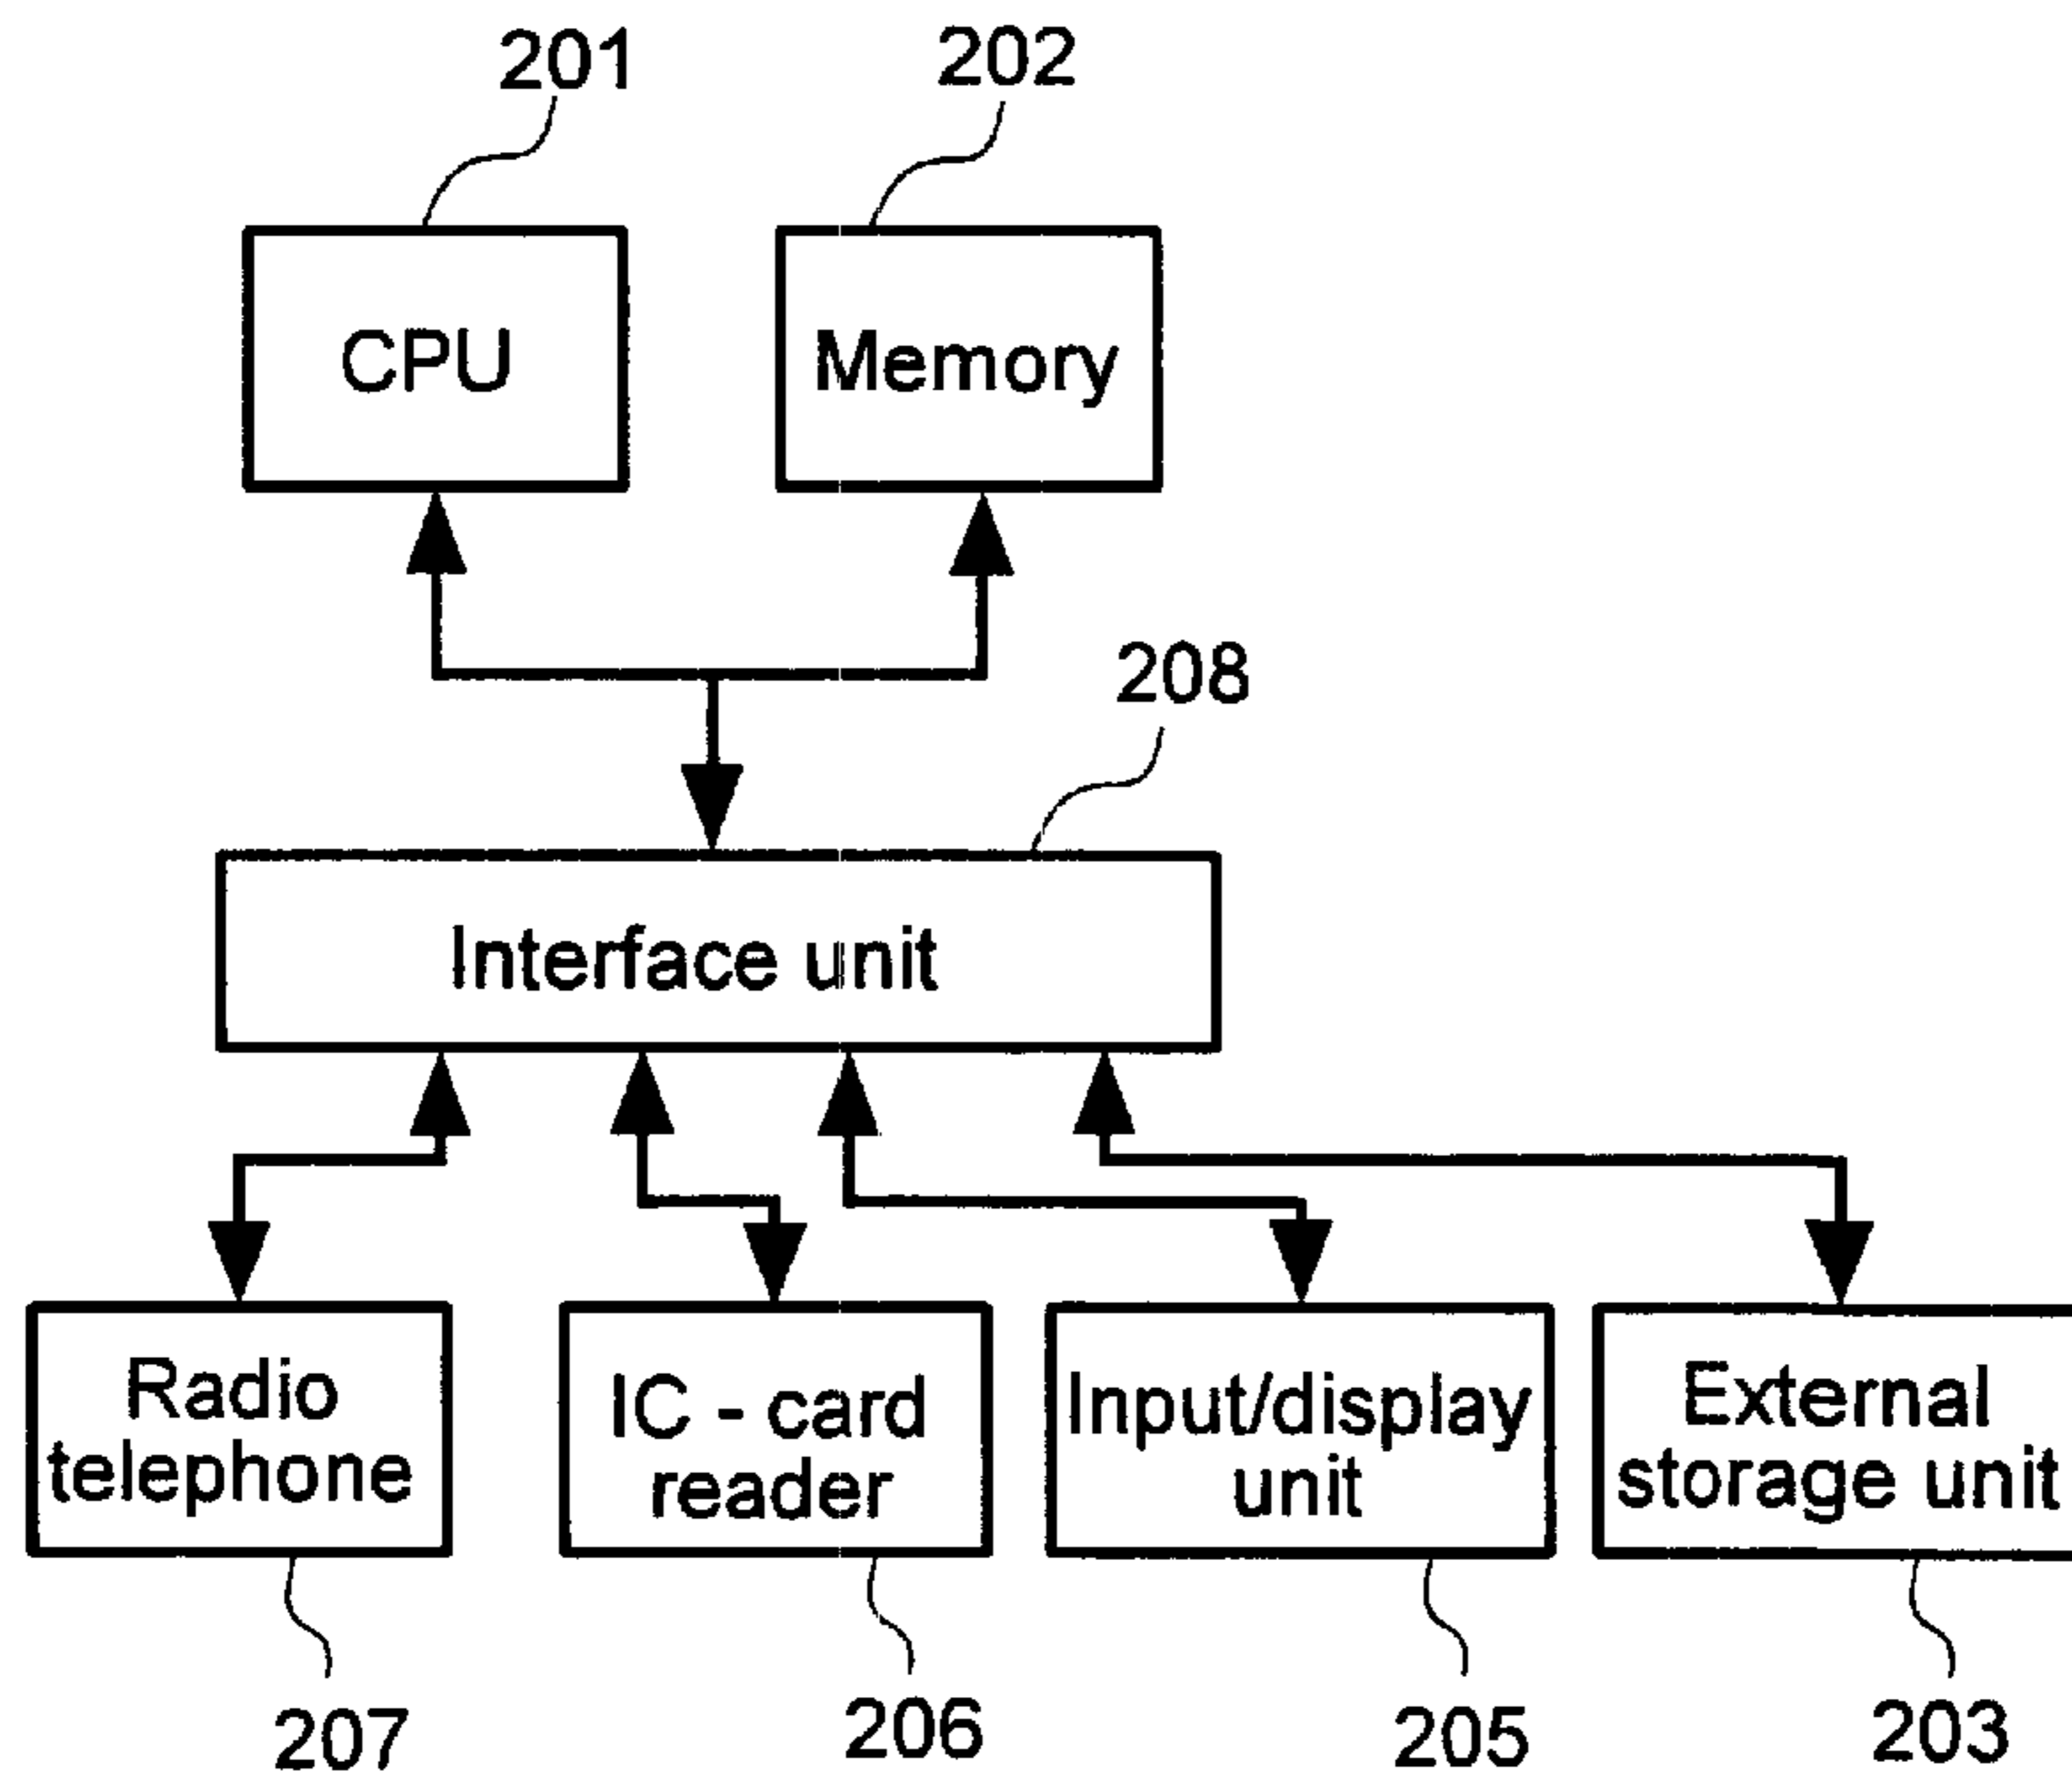 201
202
CPU
Memory
208
Interface unit
Radio
telephone
IC - card
reader
Input/display
unit
External
storage unit
207
206
205
203